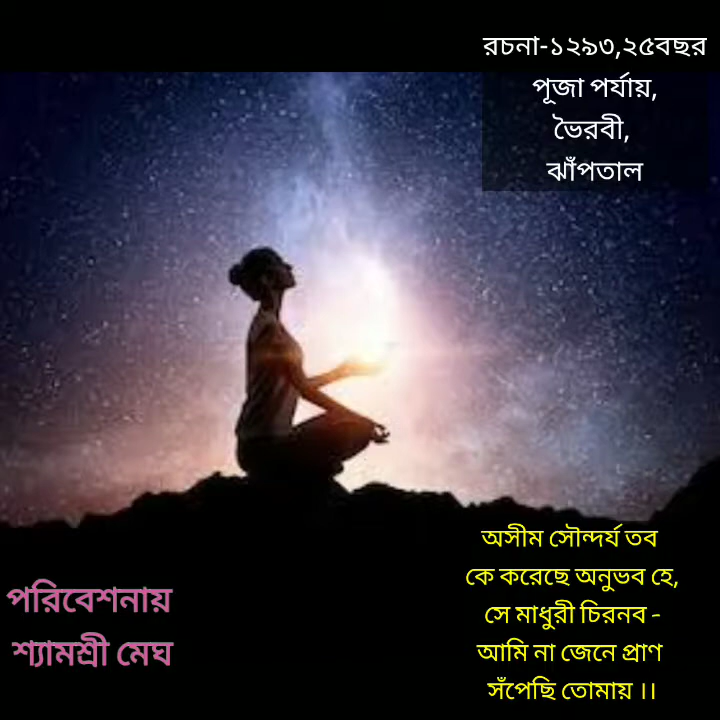 রচনা-১২৯৩,২৫বছর
পূজা পর্যায়,
ভৈরবী,
ঝাঁপতাল
অসীম সৌন্দর্য তব
কে করেছে অনুভব হে,
সে মাধুরী চিরনব -
আমি না জেনে প্রাণ
সঁপেছি তোমায় ।।
পরিবেশনায়
শ্যামশ্রী মেঘ